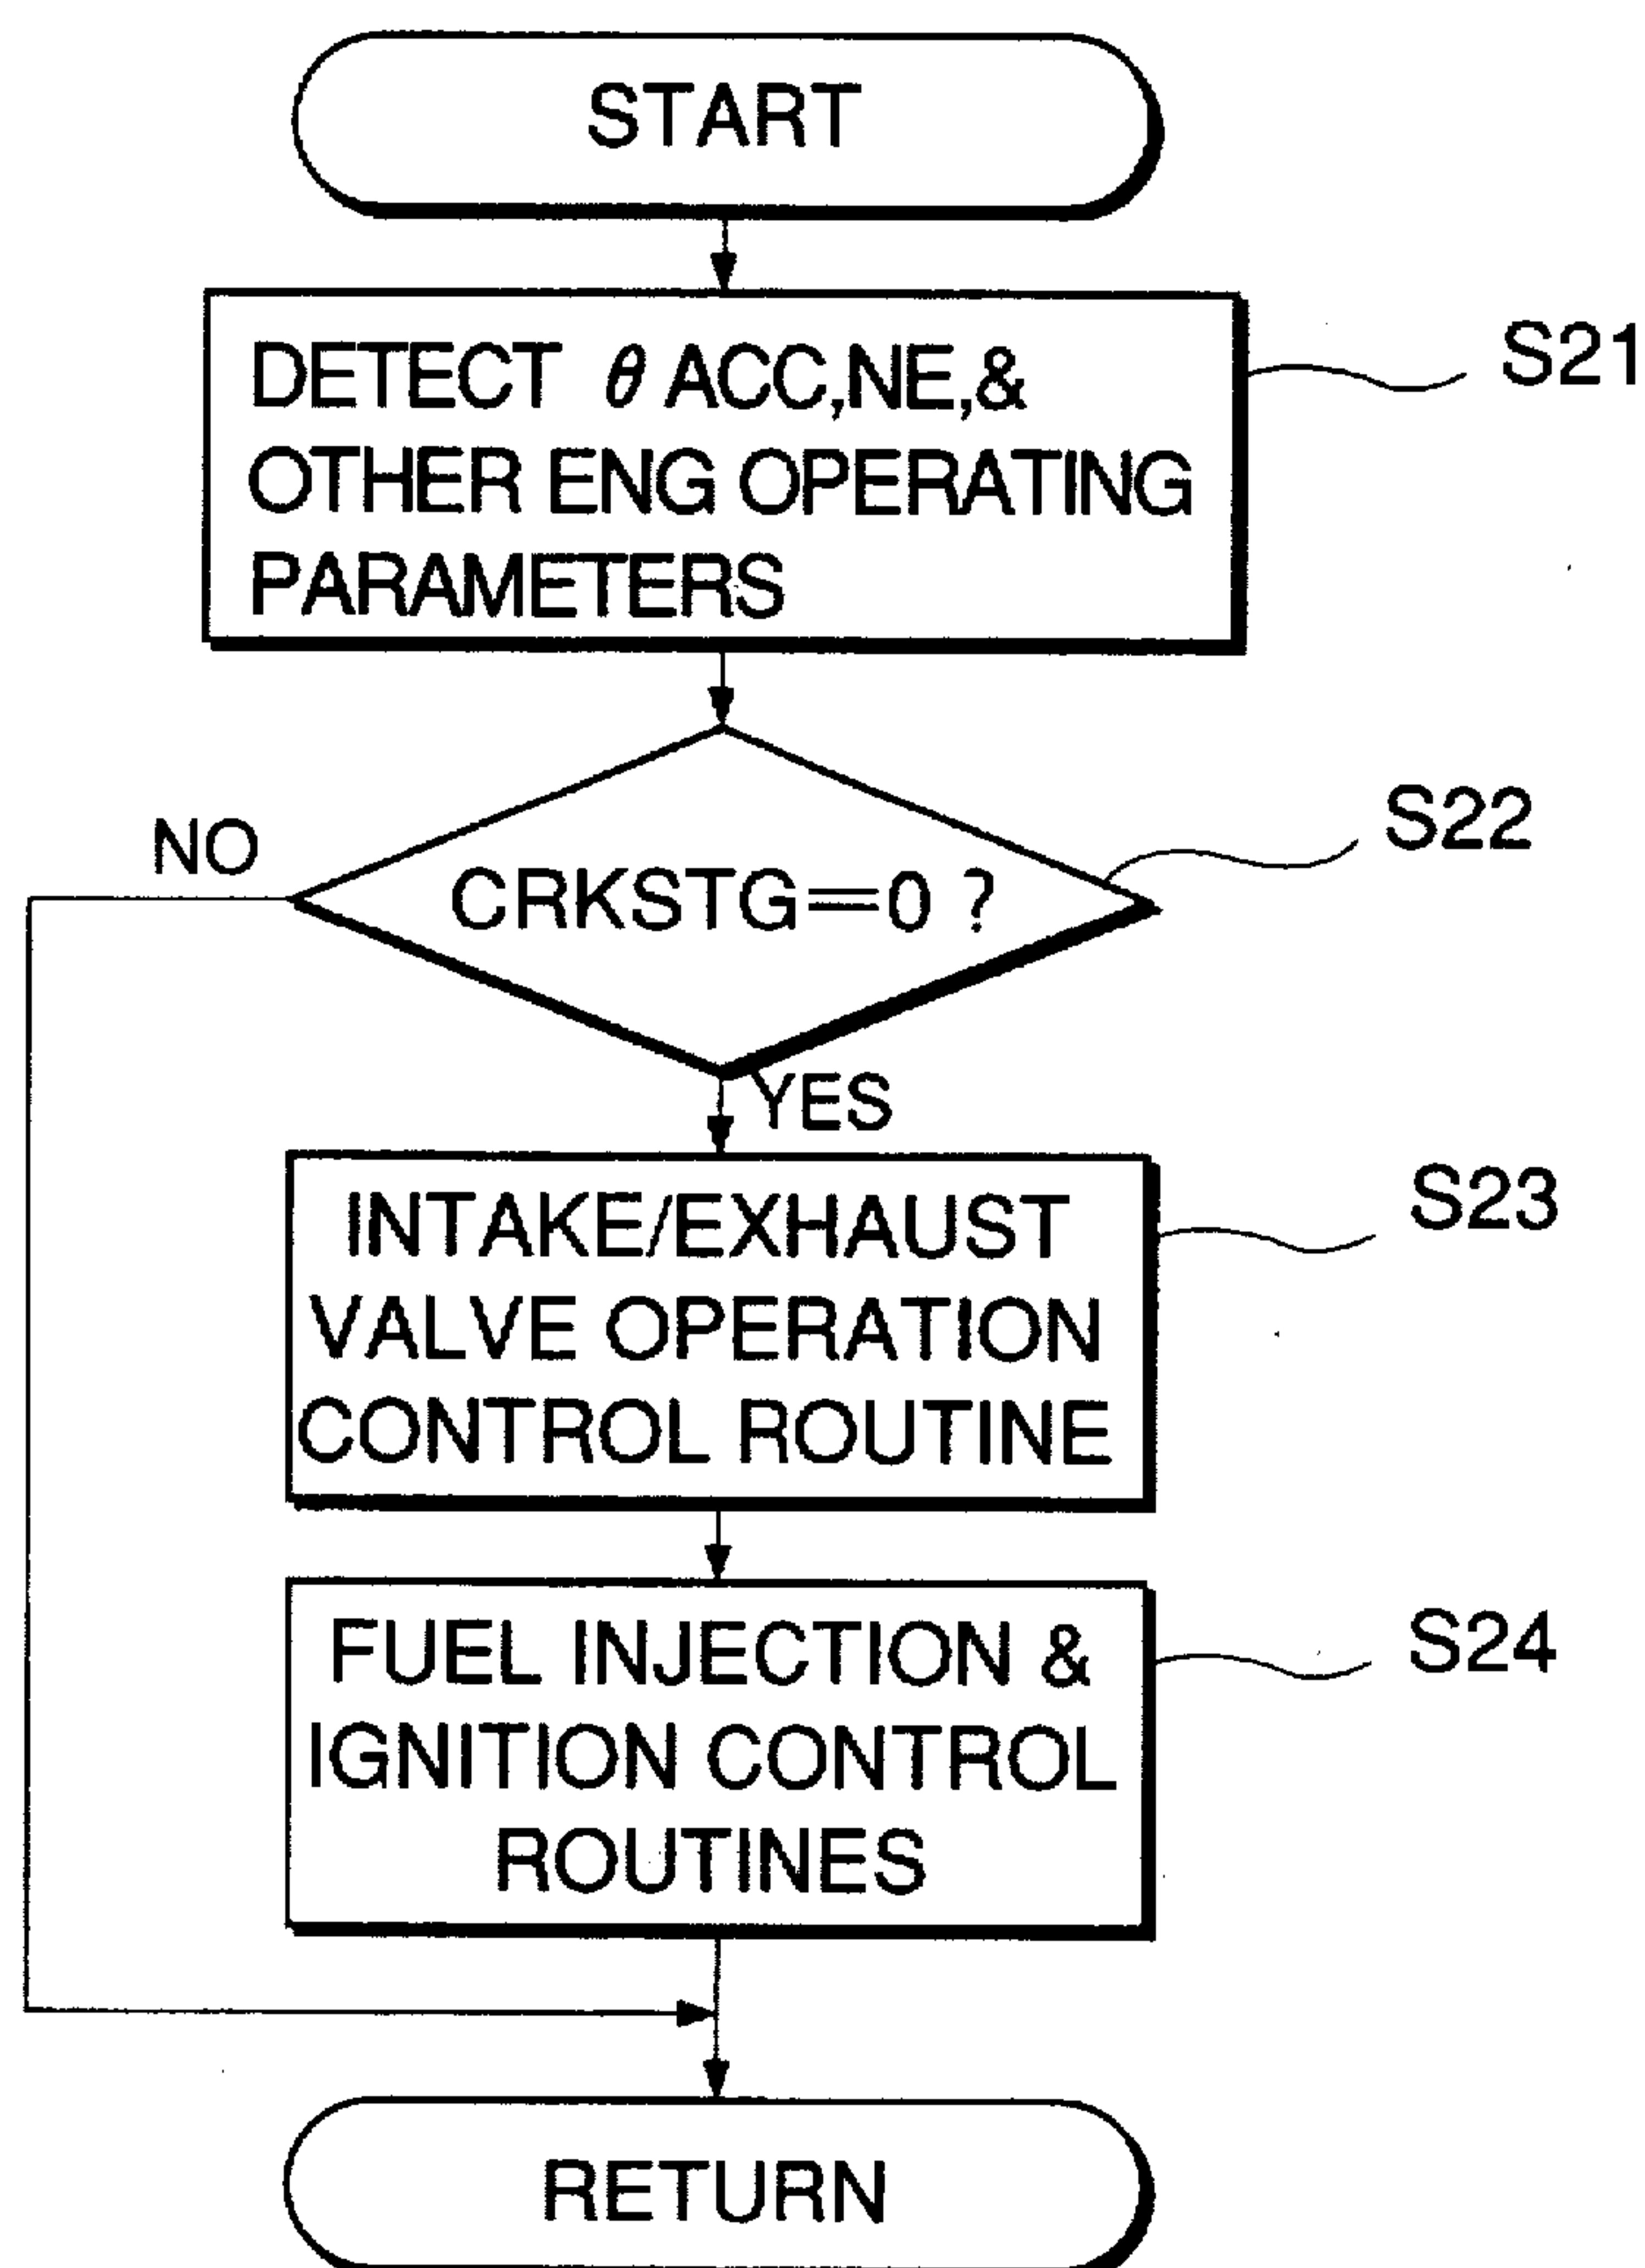 START
DETECT θ ACC,NE,&
OTHER ENG OPERATING
PARAMETERS
S21
NO
CRKSTG=0 ?
S22
YES
INTAKE/EXHAUST
VALVE OPERATION
CONTROL ROUTINE
S23
FUEL INJECTION &
IGNITION CONTROL
ROUTINES
S24
RETURN